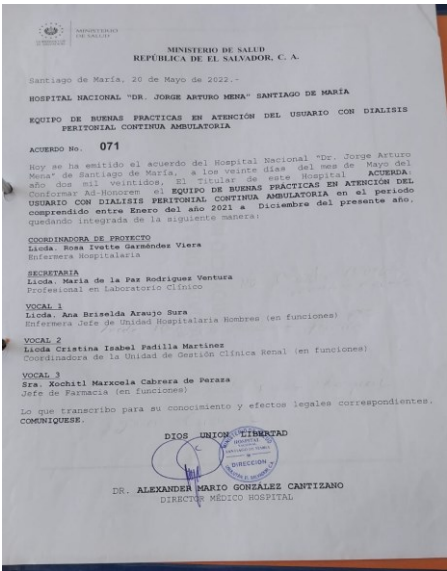 MINISTERIO
DE SALUD
MINISTERIO DE SALUD
REPÚBLICA DE EL SALVADOR, C. A.
Santiago de María, 20 de Mayo de 2022.-
HOSPITAL NACIONAL "DR. JORGE ARTURO MENA" SANTIAGO DE MARÍA
EQUIPO DE BUENAS PRACTICAS EN ATENCIÓN DEL USUARIO CON DIALISIS
PERITONIAL CONTINUA AMBULATORIA
ACUERDO No. 071
Hoy se ha emitido el acuerdo del Hospital Nacional "Dr. Jorge Arturo
Mena" de Santiago de María, a los veinte días del mes de Mayo del
año dos mil veintidos, El Titular de este Hospital ACUERDA:
Conformar Ad-Honorem el EQUIPO DE BUENAS PRÁCTICAS EN ATENCIÓN DEL
USUARIO CON DIALISIS PERITONIAL CONTINUA AMBULATORIA en el periodo
comprendido entre Enero del año 2021 a Diciembre del presente año,
quedando integrada de la siguiente manera:
COORDINADORA DE PROYECTO
Licda. Rosa Ivette Garméndez Viera
Enfermera Hospitalaria
SECRETARIA
Licda. María de la Paz Rodríguez Ventura
Profesional en Laboratorio Clínico
VOCAL 1
Licda. Ana Briselda Araujo Sura
Enfermera Jefe de Unidad Hospitalaria Hombres (en funciones)
VOCAL 2
Licda Cristina Isabel Padilla Martínez
Coordinadora de la Unidad de Gestión Clínica Renal (en funciones)
VOCAL 3
Sra. Xochitl Marxcela Cabrera de Peraza
Jefe de Farmacia (en funciones)
Lo que transcribo para su conocimiento y efectos legales correspondientes.
COMUNIQUESE.
DIOS UNION LIBERTAD
HOSPITAL
DIRECCION
DR. ALEXANDER MARIO GONZÁLEZ CANTIZANO
DIRECTOR MÉDICO HOSPITAL